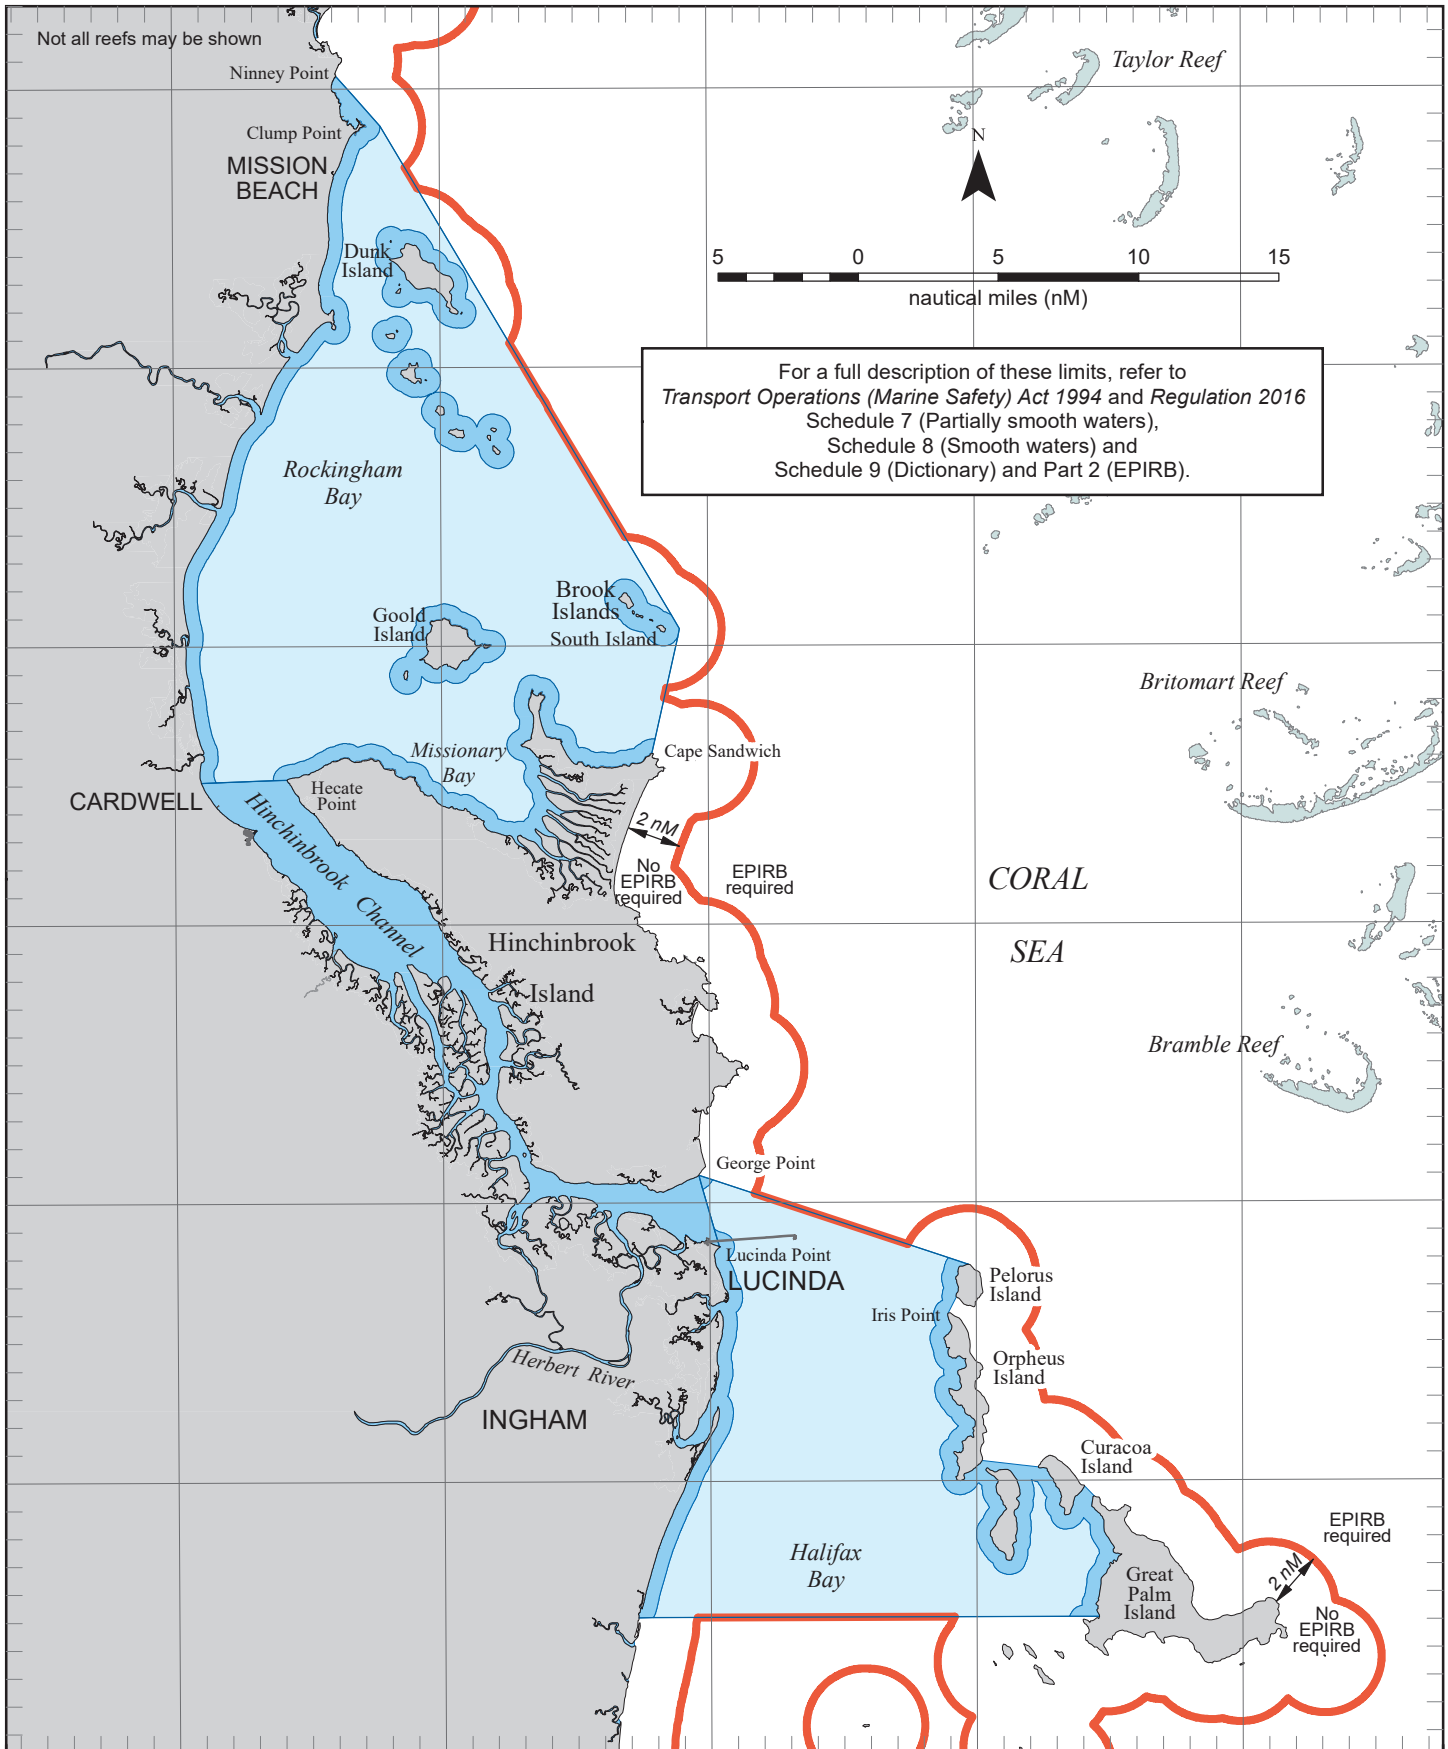 Not all reefs may be shown
Ninney Point
Taylor Reef
Clump Point
N
MISSION
BEACH
Dunk
Island
5 0 5 10 15
nautical miles (nM)
For a full description of these limits, refer to
Transport Operations (Marine Safety) Act 1994 and Regulation 2016
Schedule 7 (Partially smooth waters),
Schedule 8 (Smooth waters) and
Schedule 9 (Dictionary) and Part 2 (EPIRB).
Rockingham
Bay
Brook
Islands
South Island
Goold
Island
Britomart Reef
Missionary
Bay
Cape Sandwich
Hecate
Point
CARDWELL
2 nM
No
EPIRB
required
EPIRB
required
Hinchinbrook
Channel
CORAL
SEA
Hinchinbrook
Island
Bramble Reef
George Point
Lucinda Point
LUCINDA
Pelorus
Island
Iris Point
Orpheus
Island
Herbert River
INGHAM
Curacoa
Island
EPIRB
required
Halifax
Bay
2 nM
Great
Palm
Island
No
EPIRB
required